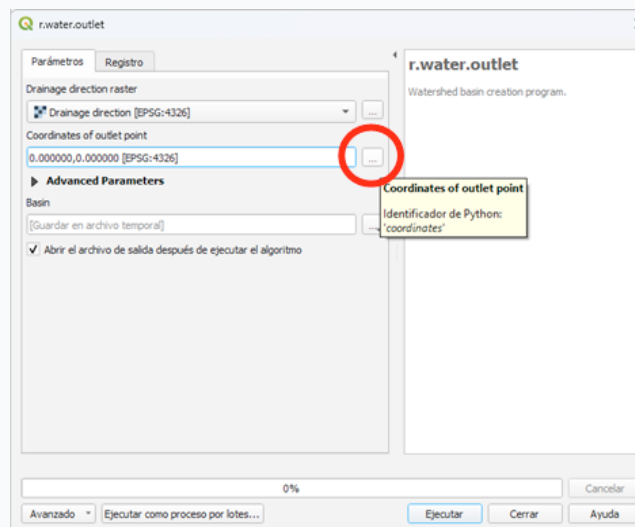 r.water.outlet
Parámetros
Registro
Drainage direction raster
Drainage direction [EPSG:4326]
...
Coordinates of outlet point
0.000000,0.000000 [EPSG:4326]
...
Advanced Parameters
Basin
[Guardar en archivo temporal]
...
Abrir el archivo de salida después de ejecutar el algoritmo
r.water.outlet
Watershed basin creation program.
Coordinates of outlet point
Identificador de Python:
'coordinates'
0%
Cancelar
Avanzado
Ejecutar como proceso por lotes...
Ejecutar
Cerrar
Ayuda